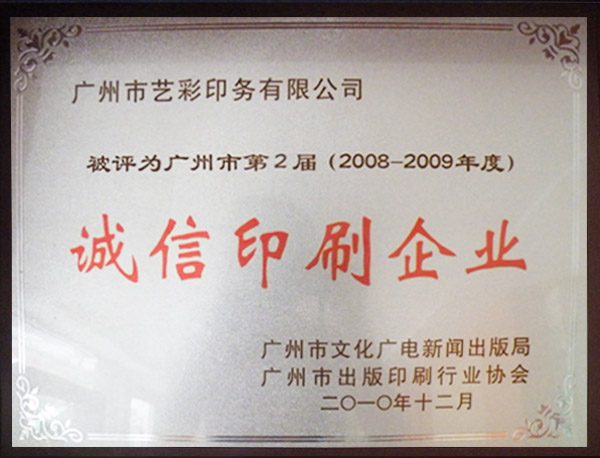 广州市艺彩印务有限公司
被评为广州市第2届（2008-2009年度）
诚信印刷企业
广州市文化广电新闻出版局
广州市出版印刷行业协会
二〇一〇年十二月